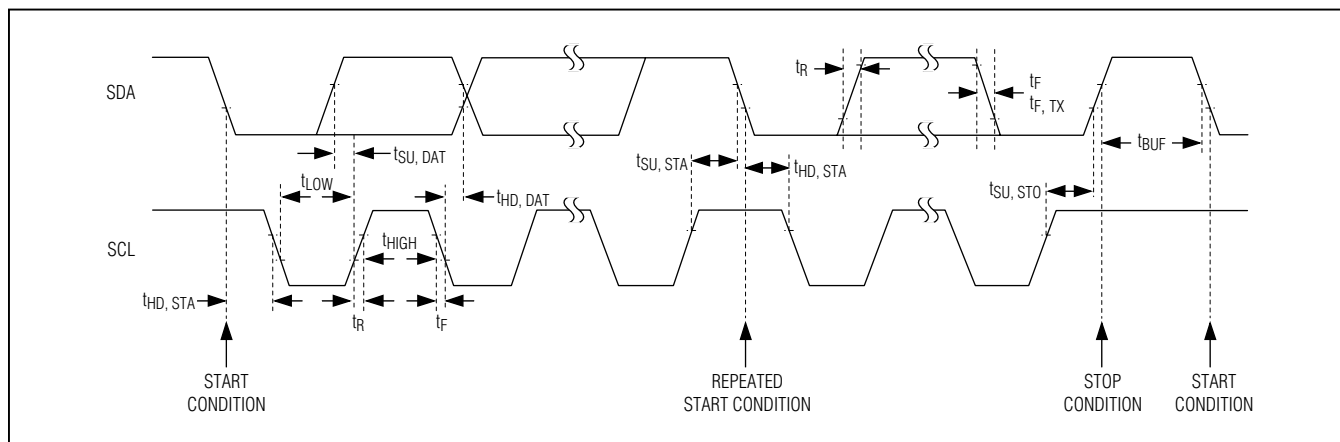 SDA
tR
tF
tF, TX
tSU, DAT
tLOW
tHD, DAT
tSU, STA
tHD, STA
tBUF
tSU, STO
SCL
tHIGH
tHD, STA
tR
tF
START
CONDITION
REPEATED
START CONDITION
STOP
CONDITION
START
CONDITION